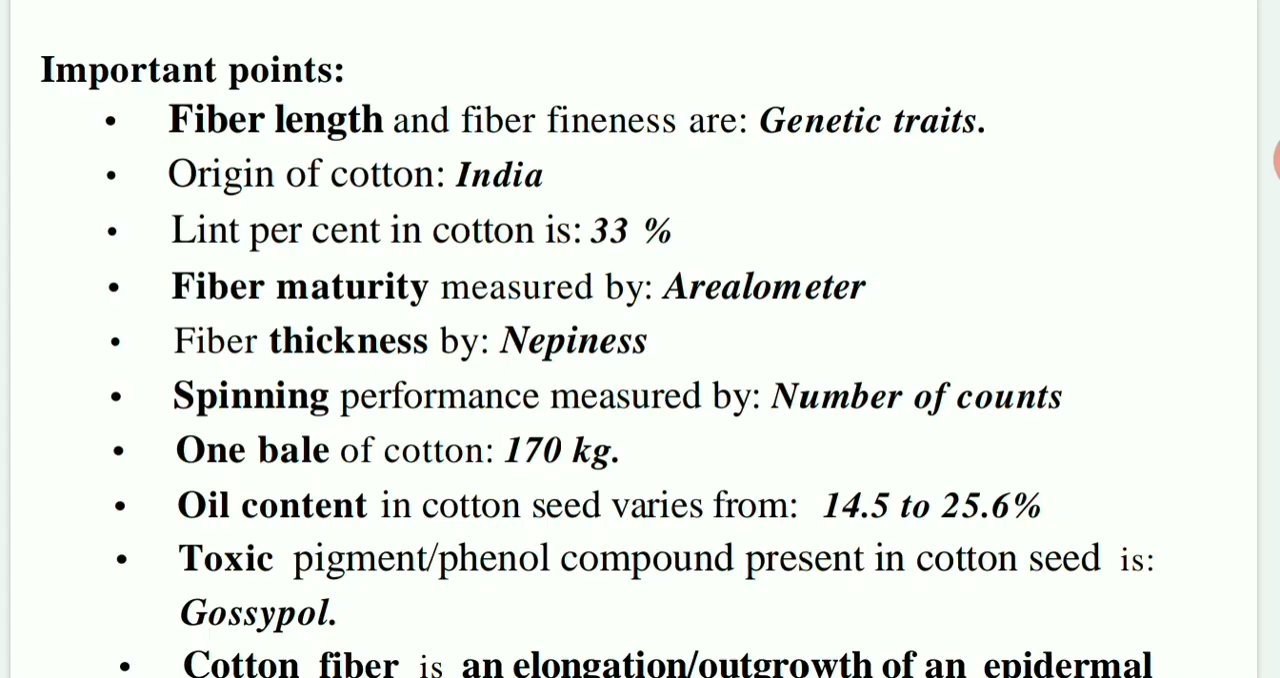 Important points:
• Fiber length and fiber fineness are: Genetic traits.
• Origin of cotton: India
• Lint per cent in cotton is: 33 %
• Fiber maturity measured by: Arealometer
• Fiber thickness by: Nepiness
• Spinning performance measured by: Number of counts
• One bale of cotton: 170 kg.
• Oil content in cotton seed varies from: 14.5 to 25.6%
• Toxic pigment/phenol compound present in cotton seed is:
Gossypol.
• Cotton fiber is an elongation/outgrowth of an epidermal